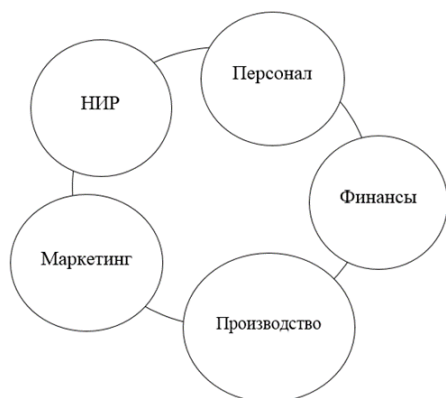 Персонал
НИР
Финансы
Маркетинг
Производство